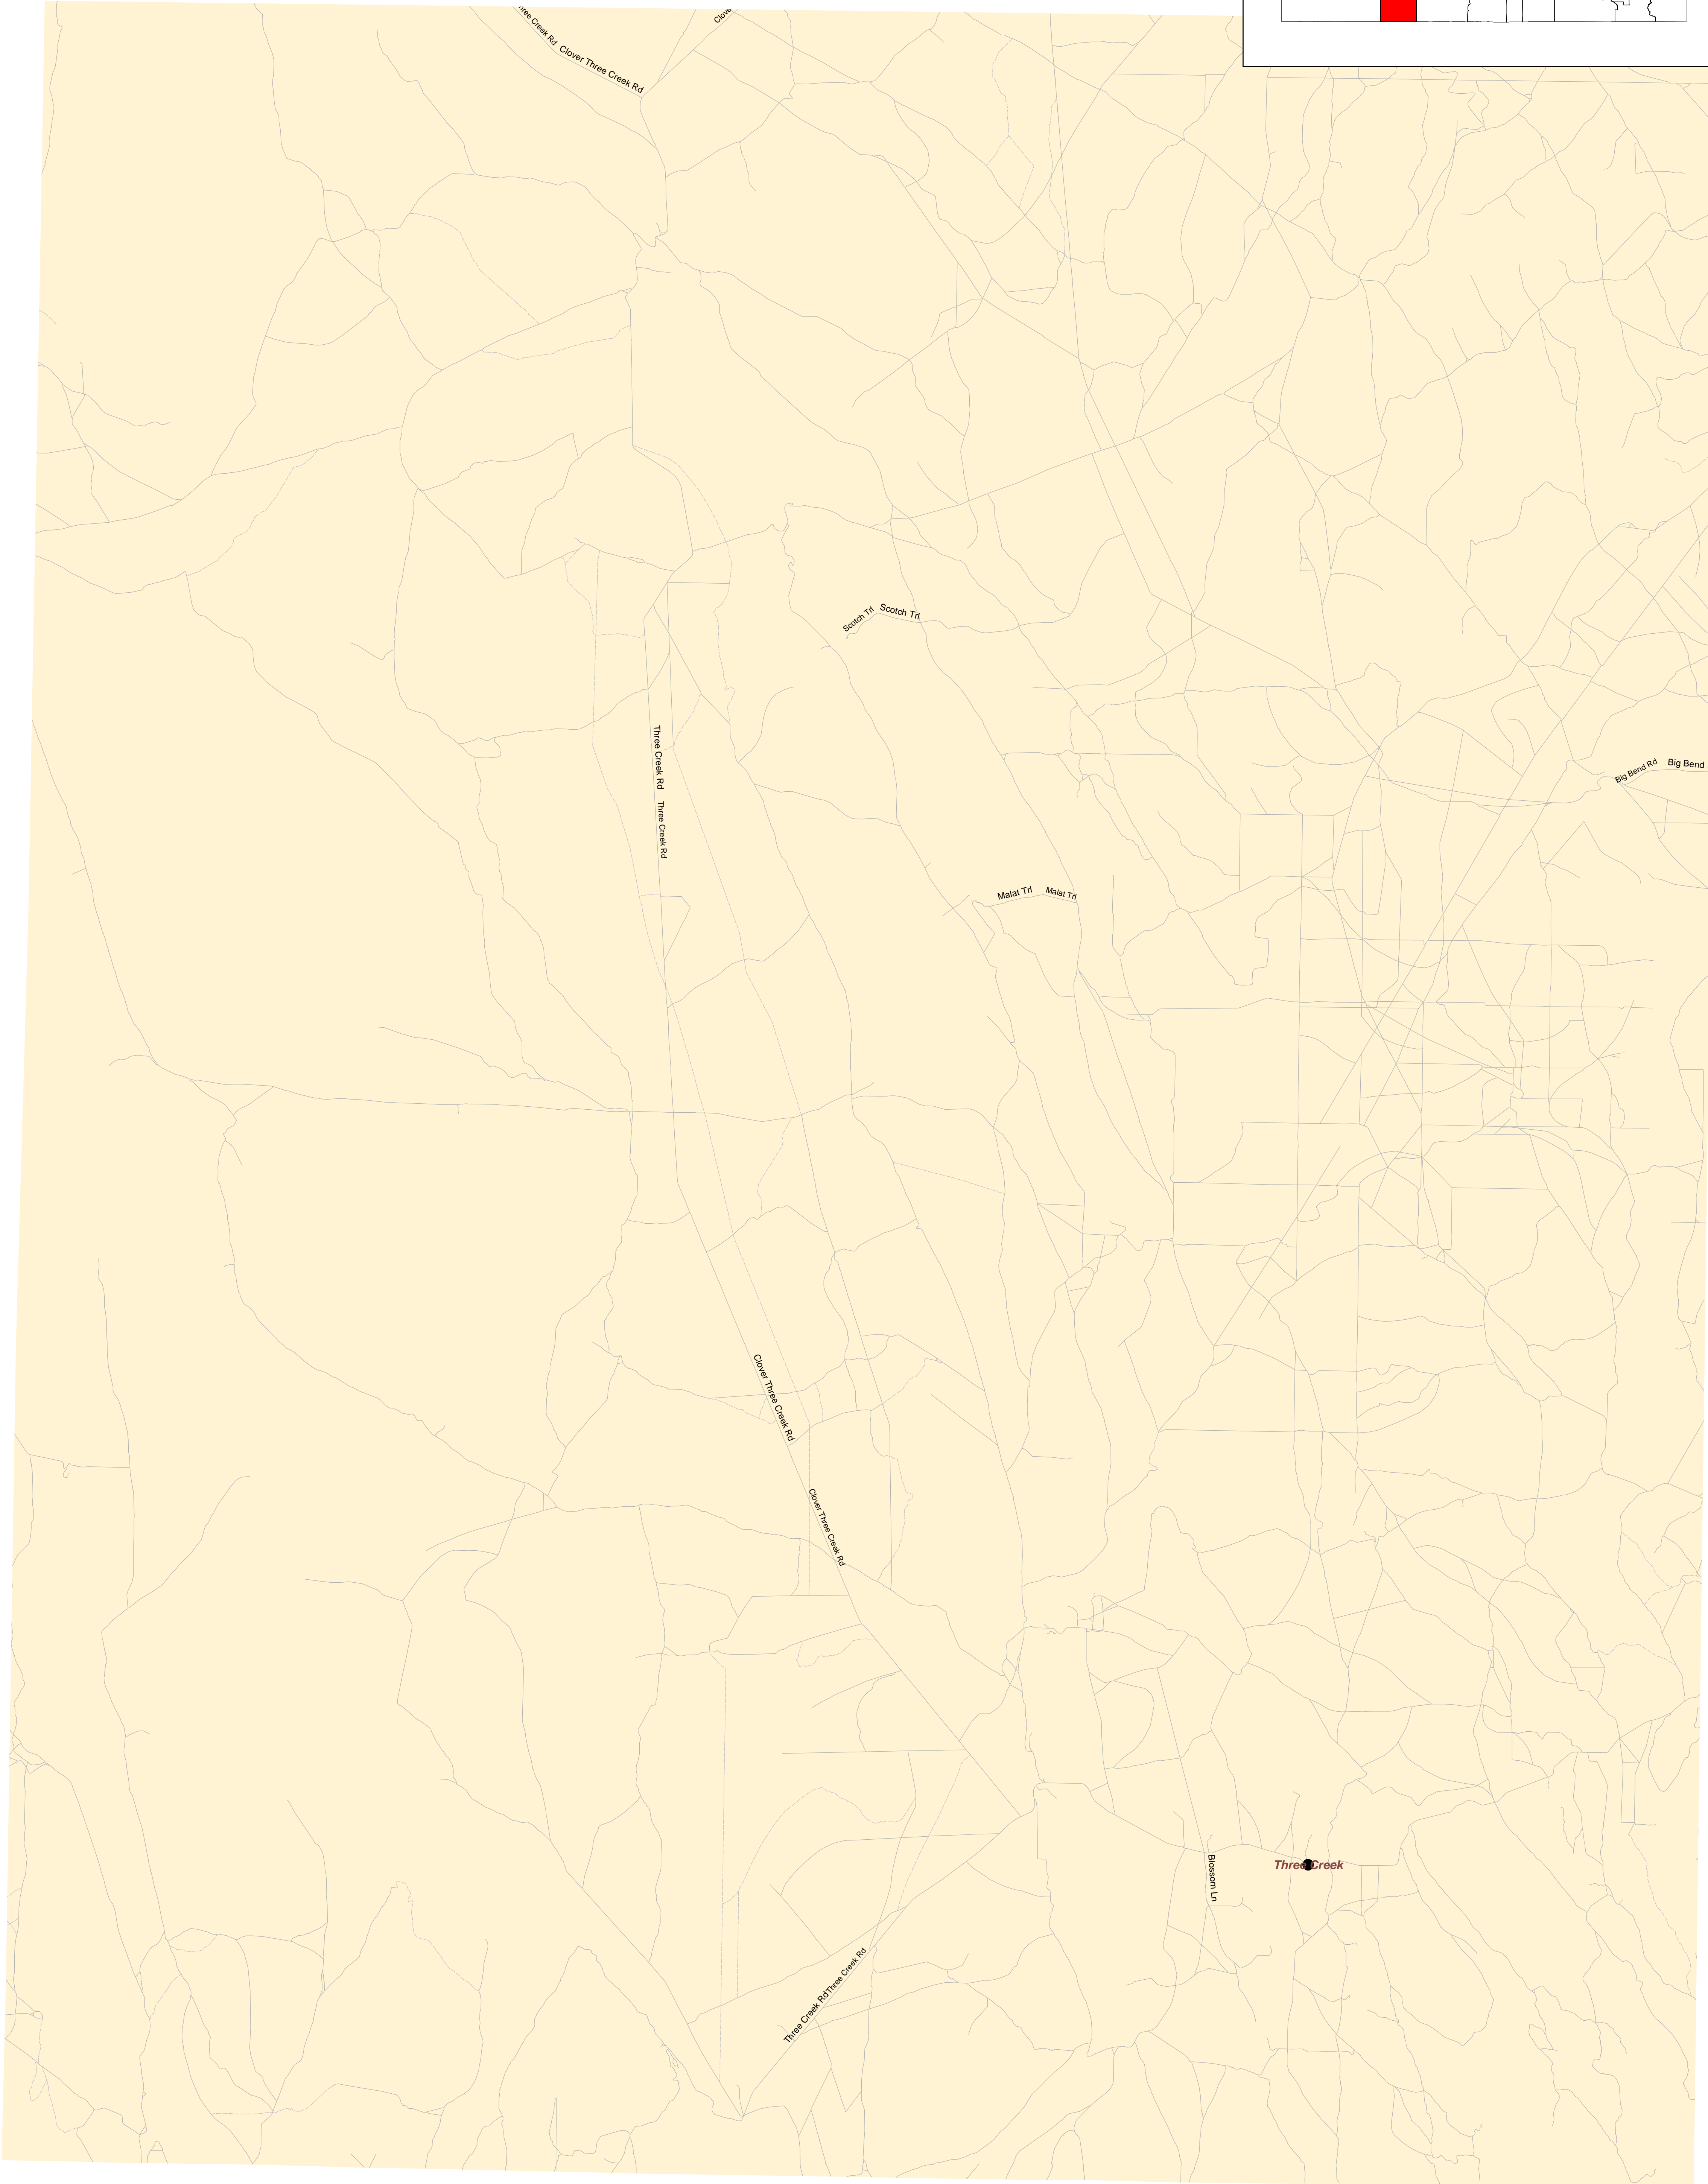 Three Creek Rd
Clover Three Creek Rd
Clove
Scotch Trl
Scotch Trl
Three Creek Rd
Three Creek Rd
Big Bend Rd
Big Bend
Malat Trl
Malat Trl
Clover Three Creek Rd
Clover Three Creek Rd
Three Creek
Blossom Ln
Three Creek Rd
Three Creek Rd